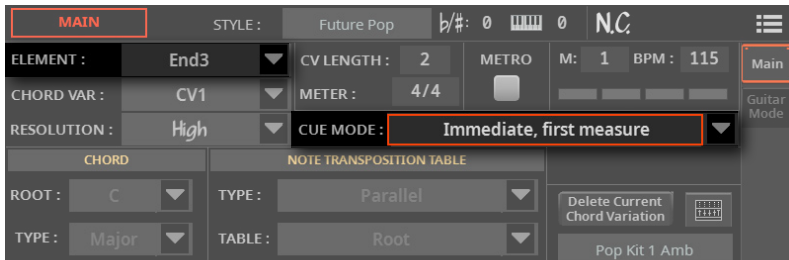 MAIN STYLE : Future Pop ♭/#: 0 0 N.C.
ELEMENT : End3 CV LENGTH : 2 METRO M: 1 BPM : 115 Main
CHORD VAR : CV1 METER : 4/4 Guitar Mode
RESOLUTION : High CUE MODE : Immediate, first measure
CHORD NOTE TRANSPOSITION TABLE
ROOT : C TYPE : Parallel Delete Current
Chord Variation
TYPE : Major TABLE : Root Pop Kit 1 Amb